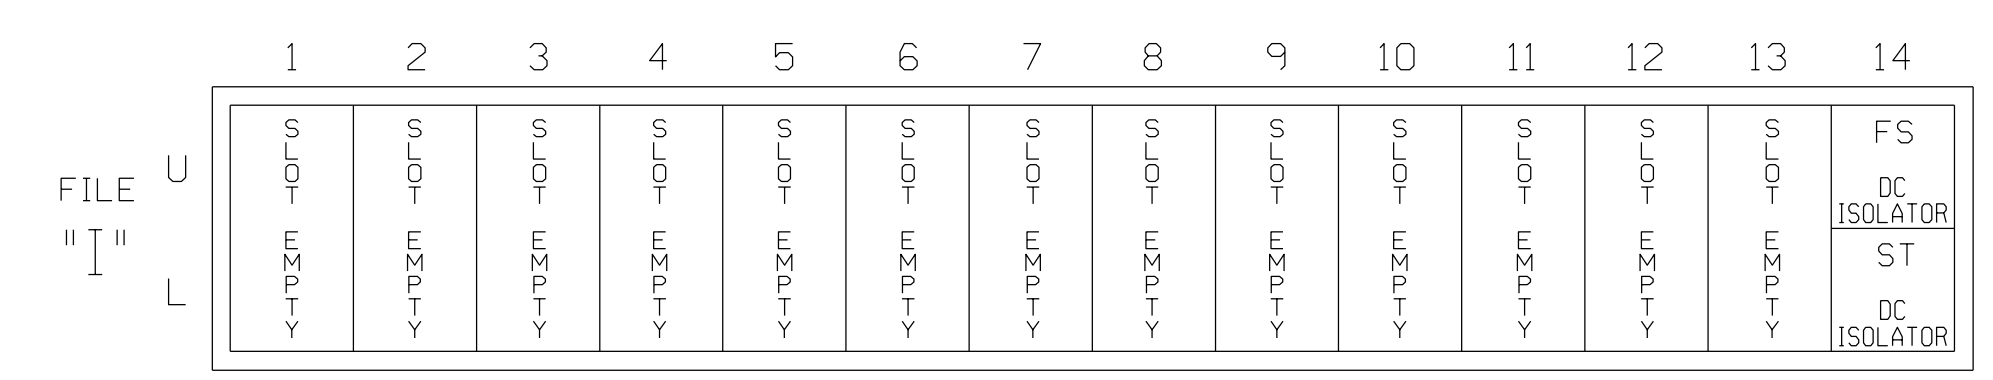 1 2 3 4 5 6 7 8 9 10 11 12 13 14
FILE
"I"
U
L
SLOT EMPTY
SLOT EMPTY
SLOT EMPTY
SLOT EMPTY
SLOT EMPTY
SLOT EMPTY
SLOT EMPTY
SLOT EMPTY
SLOT EMPTY
SLOT EMPTY
SLOT EMPTY
SLOT EMPTY
SLOT EMPTY
FS
DC
ISOLATOR
ST
DC
ISOLATOR